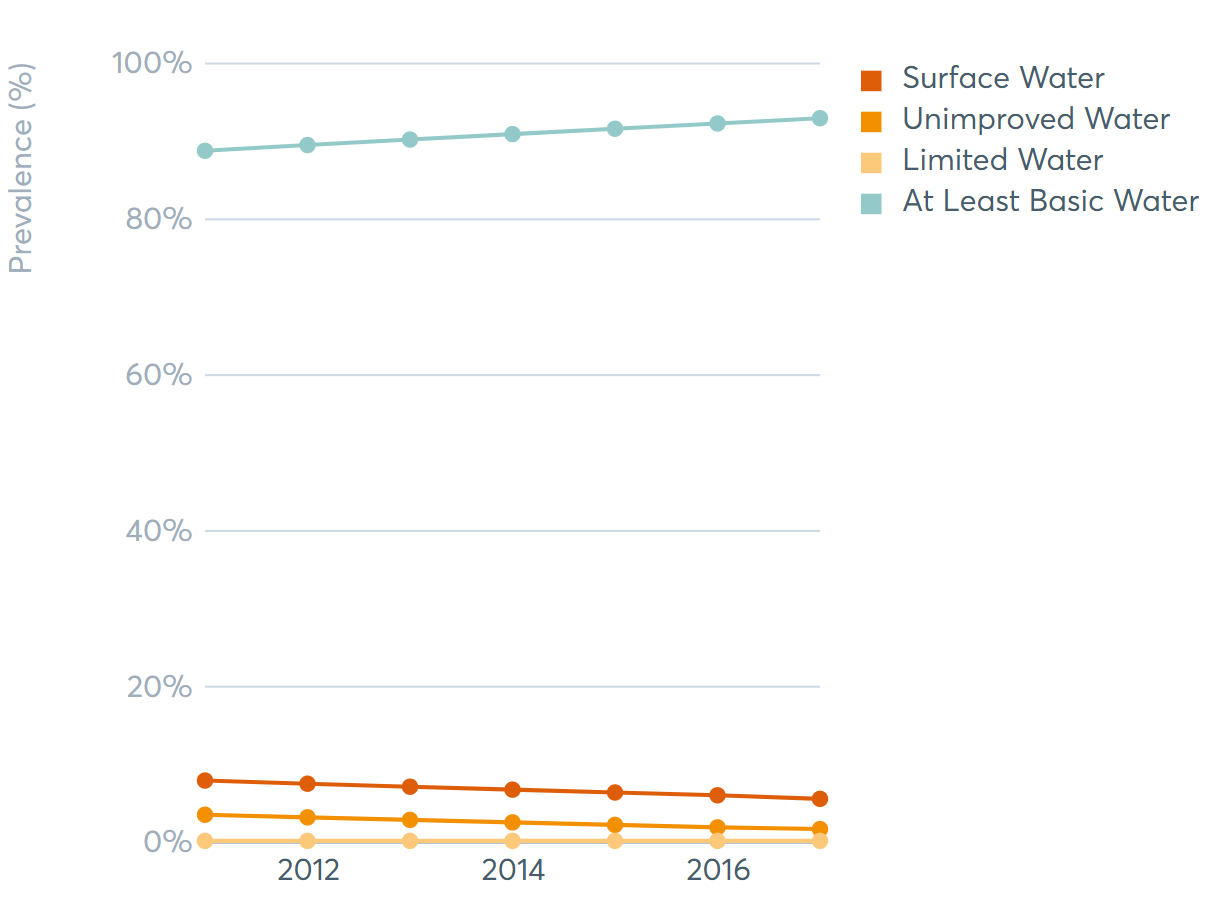 Prevalence (%)
100%
80%
60%
40%
20%
0%
2012
2014
2016
Surface Water
Unimproved Water
Limited Water
At Least Basic Water